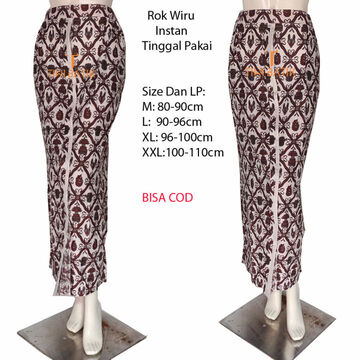 Rok Wiru
Instan
Tinggal Pakai
Size Dan LP:
M: 80-90cm
L: 90-96cm
XL: 96-100cm
XXL:100-110cm
BISA COD